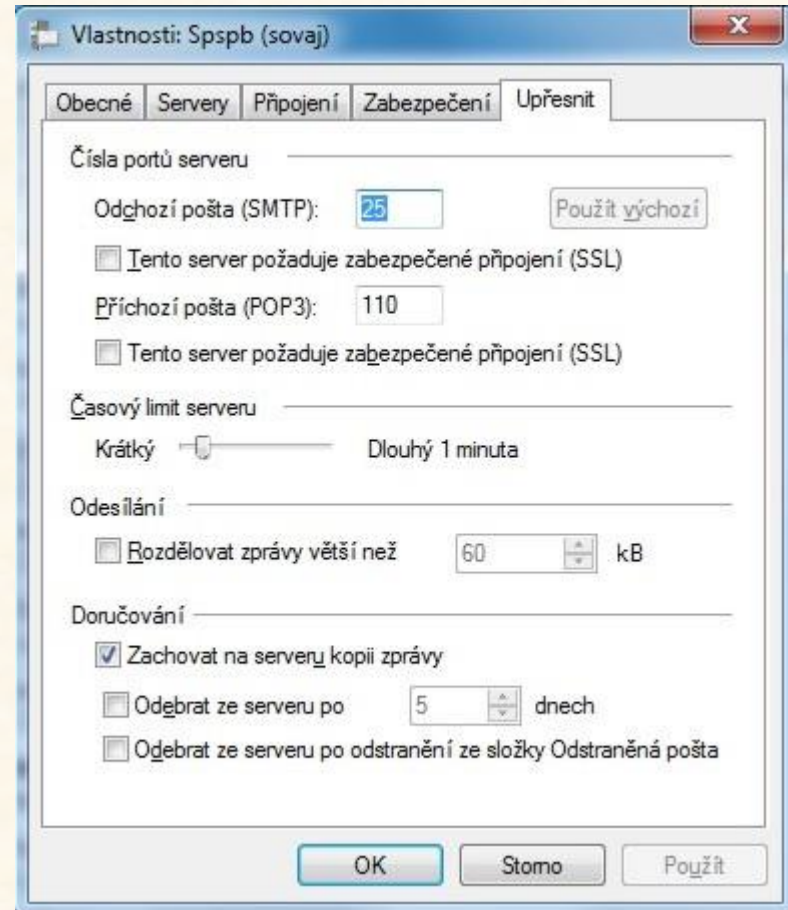 Vlastnosti: Spspb (sovaj)
Obecné Servery Připojení Zabezpečení Upřesnit
Čísla portů serveru
Odchozí pošta (SMTP): 25 Použít výchozí
Tento server požaduje zabezpečené připojení (SSL)
Příchozí pošta (POP3): 110
Tento server požaduje zabezpečené připojení (SSL)
Časový limit serveru
Krátký Dlouhý 1 minuta
Odesílání
Rozdělovat zprávy větší než 60 kB
Doručování
Zachovat na serveru kopii zprávy
Odebrat ze serveru po 5 dnech
Odebrat ze serveru po odstranění ze složky Odstraněná pošta
OK Storno Použít